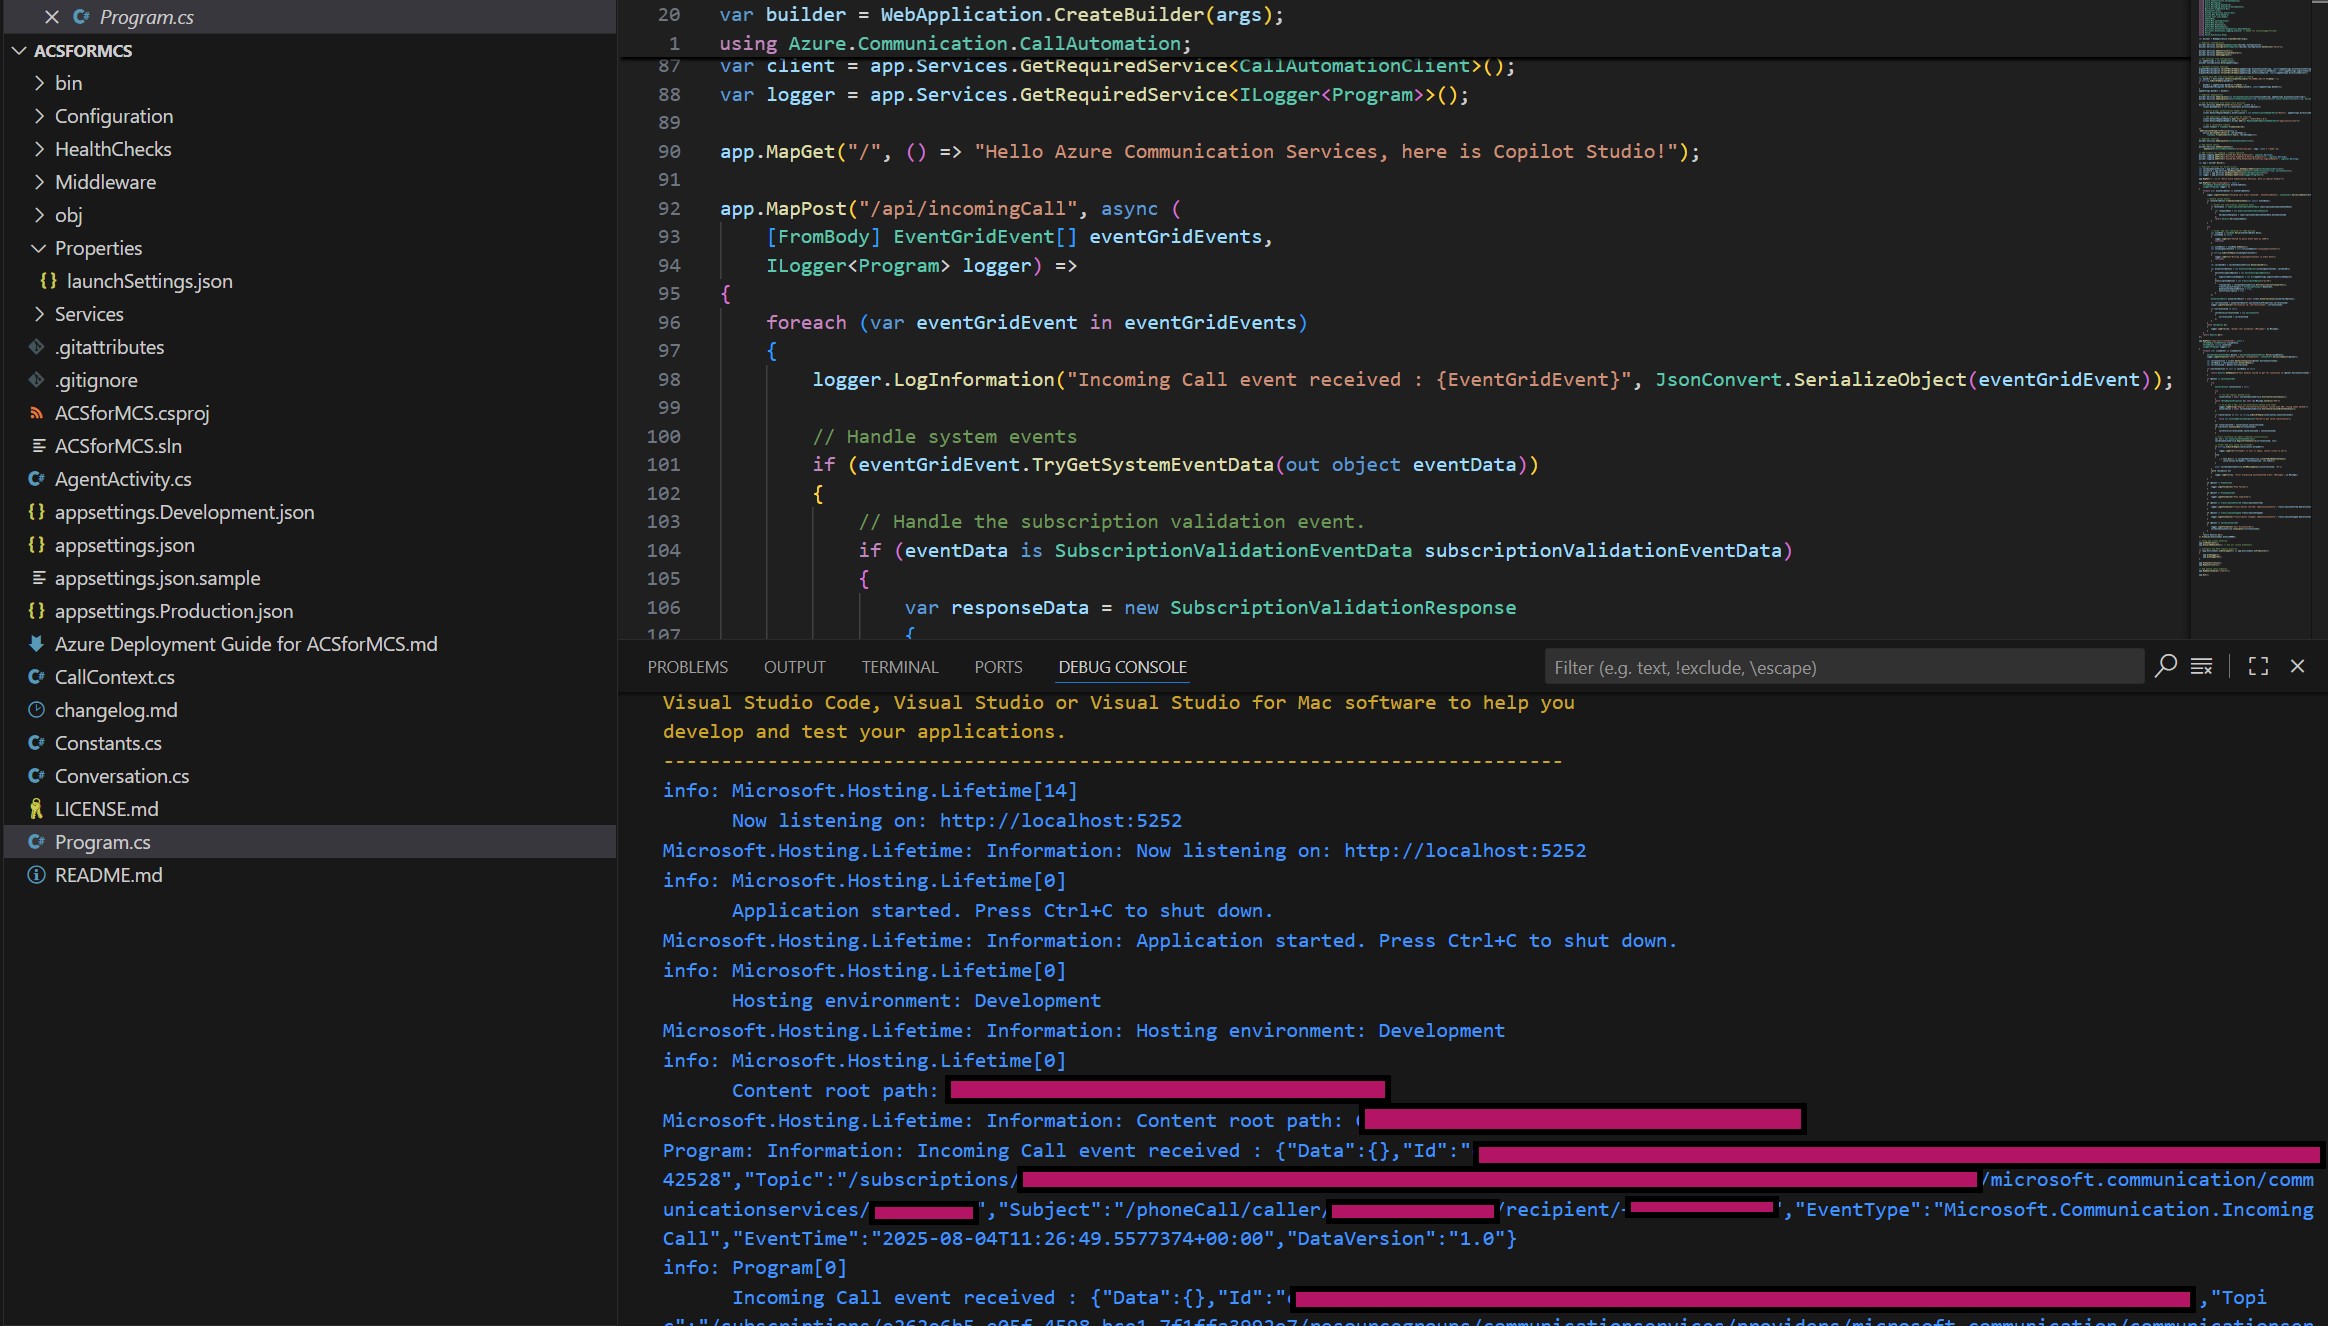 Program.cs
ACSFORMCS
bin
Configuration
HealthChecks
Middleware
obj
Properties
{} launchSettings.json
Services
.gitattributes
.gitignore
ACSforMCS.csproj
ACSforMCS.sln
AgentActivity.cs
{} appsettings.Development.json
{} appsettings.json
appsettings.json.sample
{} appsettings.Production.json
Azure Deployment Guide for ACSforMCS.md
CallContext.cs
changelog.md
Constants.cs
Conversation.cs
LICENSE.md
Program.cs
README.md
20 var builder = WebApplication.CreateBuilder(args);
1 using Azure.Communication.CallAutomation;
87 var client = app.Services.GetRequiredService<CallAutomationClient>();
88 var logger = app.Services.GetRequiredService<ILogger<Program>>();
89
90 app.MapGet("/", () => "Hello Azure Communication Services, here is Copilot Studio!");
91
92 app.MapPost("/api/incomingCall", async (
93 [FromBody] EventGridEvent[] eventGridEvents,
94 ILogger<Program> logger) =>
95 {
96 foreach (var eventGridEvent in eventGridEvents)
97 {
98 logger.LogInformation("Incoming Call event received : {EventGridEvent}", JsonConvert.SerializeObject(eventGridEvent));
99
100 // Handle system events
101 if (eventGridEvent.TryGetSystemEventData(out object eventData))
102 {
103 // Handle the subscription validation event.
104 if (eventData is SubscriptionValidationEventData subscriptionValidationEventData)
105 {
106 var responseData = new SubscriptionValidationResponse
107 {
PROBLEMS OUTPUT TERMINAL PORTS DEBUG CONSOLE Filter (e.g. text, !exclude, \escape)
Visual Studio Code, Visual Studio or Visual Studio for Mac software to help you
develop and test your applications.
------------------------------------------------------------------------------
info: Microsoft.Hosting.Lifetime[14]
Now listening on: http://localhost:5252
Microsoft.Hosting.Lifetime: Information: Now listening on: http://localhost:5252
info: Microsoft.Hosting.Lifetime[0]
Application started. Press Ctrl+C to shut down.
Microsoft.Hosting.Lifetime: Information: Application started. Press Ctrl+C to shut down.
info: Microsoft.Hosting.Lifetime[0]
Hosting environment: Development
Microsoft.Hosting.Lifetime: Information: Hosting environment: Development
info: Microsoft.Hosting.Lifetime[0]
Content root path:
Microsoft.Hosting.Lifetime: Information: Content root path:
Program: Information: Incoming Call event received : {"Data":{},"Id":"
42528","Topic":"/subscriptions/ /microsoft.communication/comm
unicationservices/ ","Subject":"/phoneCall/caller/ /recipient/ ,"EventType":"Microsoft.Communication.Incoming
Call","EventTime":"2025-08-04T11:26:49.5577374+00:00","DataVersion":"1.0"}
info: Program[0]
Incoming Call event received : {"Data":{},"Id":" ,"Topi